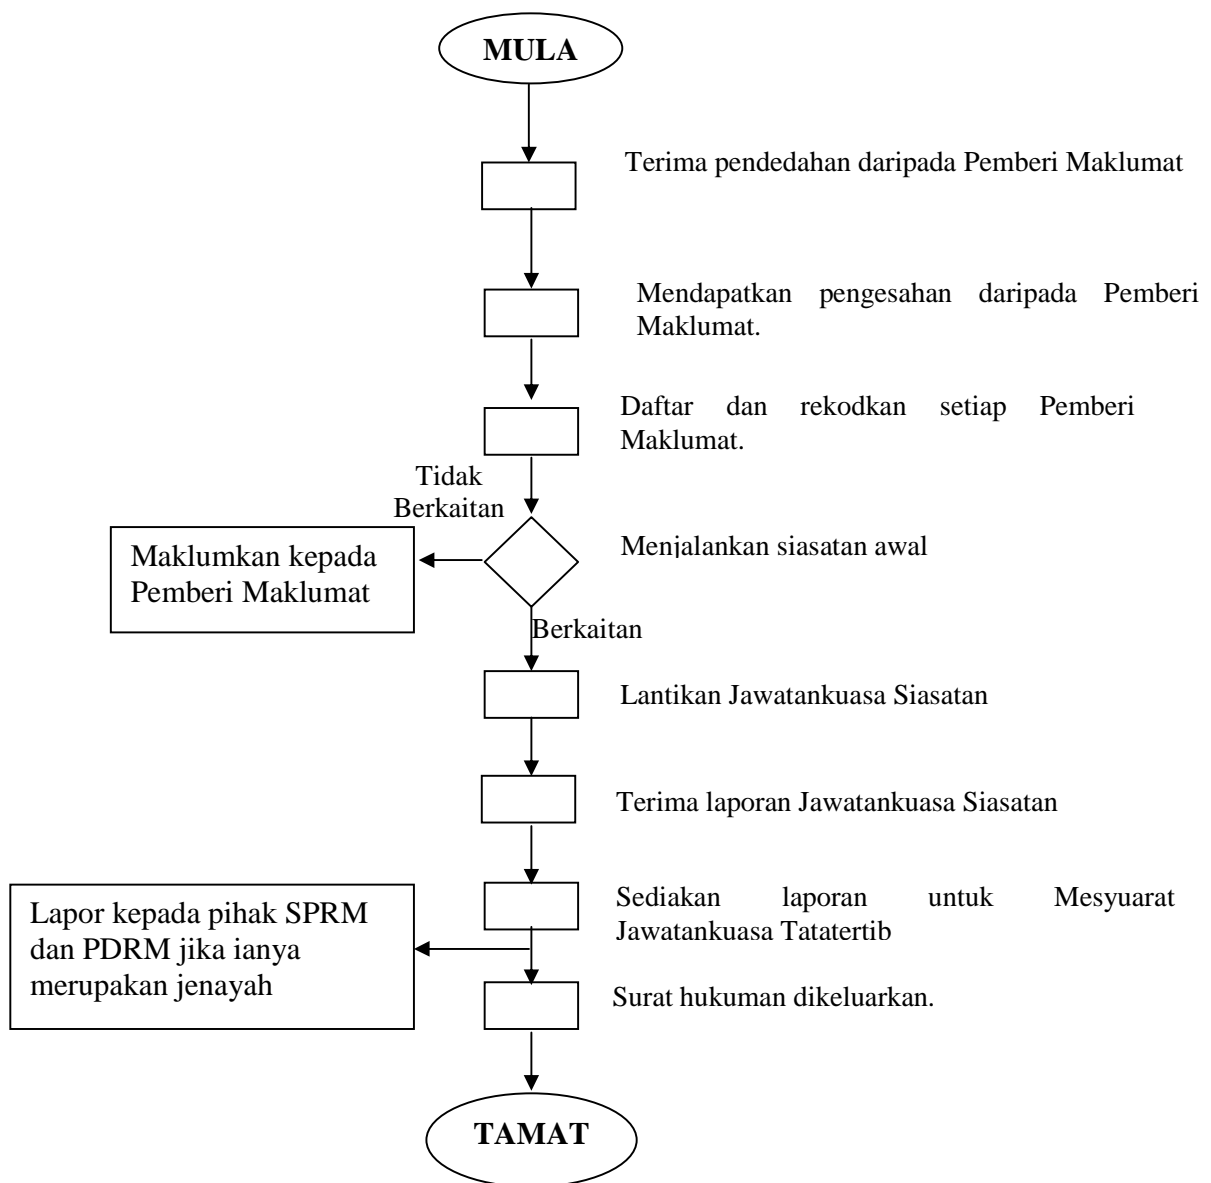 MULA
Terima pendedahan daripada Pemberi Maklumat
Mendapatkan pengesahan daripada Pemberi
Maklumat.
Daftar dan rekodkan setiap Pemberi
Maklumat.
Tidak
Berkaitan
Menjalankan siasatan awal
Maklumkan kepada
Pemberi Maklumat
Berkaitan
Lantikan Jawatankuasa Siasatan
Terima laporan Jawatankuasa Siasatan
Sediakan laporan untuk Mesyuarat
Jawatankuasa Tatatertib
Lapor kepada pihak SPRM
dan PDRM jika ianya
merupakan jenayah
Surat hukuman dikeluarkan.
TAMAT